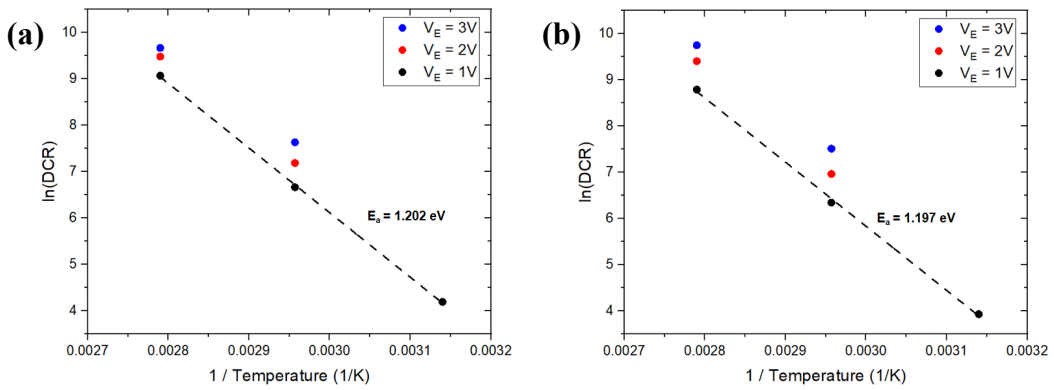 (a)
10
9
8
7
6
5
4
ln(DCR)
V_E = 3V
V_E = 2V
V_E = 1V
E_a = 1.202 eV
0.0027 0.0028 0.0029 0.0030 0.0031 0.0032
1 / Temperature (1/K)
(b)
10
9
8
7
6
5
4
ln(DCR)
V_E = 3V
V_E = 2V
V_E = 1V
E_a = 1.197 eV
0.0027 0.0028 0.0029 0.0030 0.0031 0.0032
1 / Temperature (1/K)